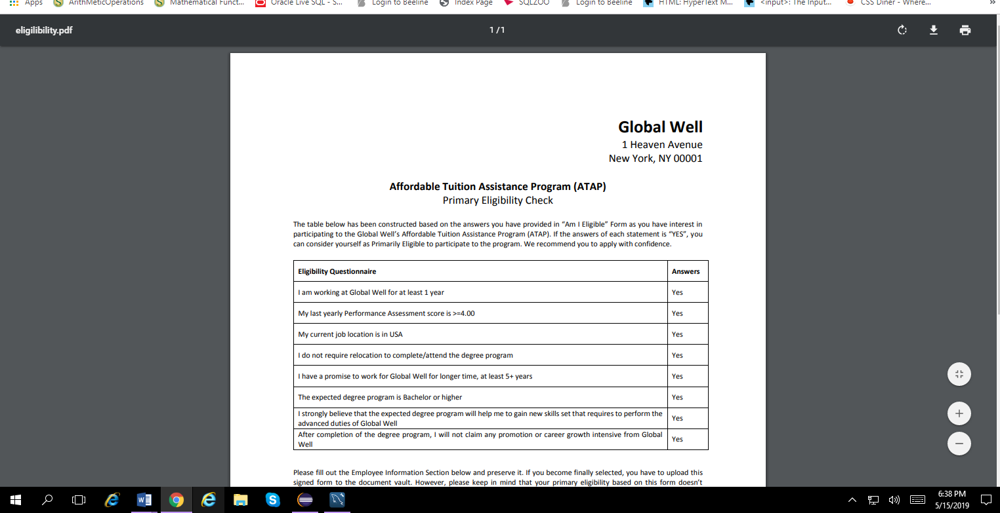 Apps ArithMeticOperations Mathematical Funct... Oracle Live SQL - S... Login to Beeline Index Page SQLZOO Login to Beeline HTML: HyperText M... <input>: The Input... CSS Diner - Where... »
eligilibility.pdf 1 / 1
Global Well
1 Heaven Avenue
New York, NY 00001
Affordable Tuition Assistance Program (ATAP)
Primary Eligibility Check
The table below has been constructed based on the answers you have provided in “Am I Eligible” Form as you have interest in
participating to the Global Well’s Affordable Tuition Assistance Program (ATAP). If the answers of each statement is “YES”, you
can consider yourself as Primarily Eligible to participate to the program. We recommend you to apply with confidence.
Eligibility Questionnaire Answers
I am working at Global Well for at least 1 year Yes
My last yearly Performance Assessment score is >=4.00 Yes
My current job location is in USA Yes
I do not require relocation to complete/attend the degree program Yes
I have a promise to work for Global Well for longer time, at least 5+ years Yes
The expected degree program is Bachelor or higher Yes
I strongly believe that the expected degree program will help me to gain new skills set that requires to perform the
advanced duties of Global Well Yes
After completion of the degree program, I will not claim any promotion or career growth intensive from Global
Well Yes
Please fill out the Employee Information Section below and preserve it. If you become finally selected, you have to upload this
signed form to the document vault. However, please keep in mind that your primary eligibility based on this form doesn’t
6:38 PM
5/15/2019